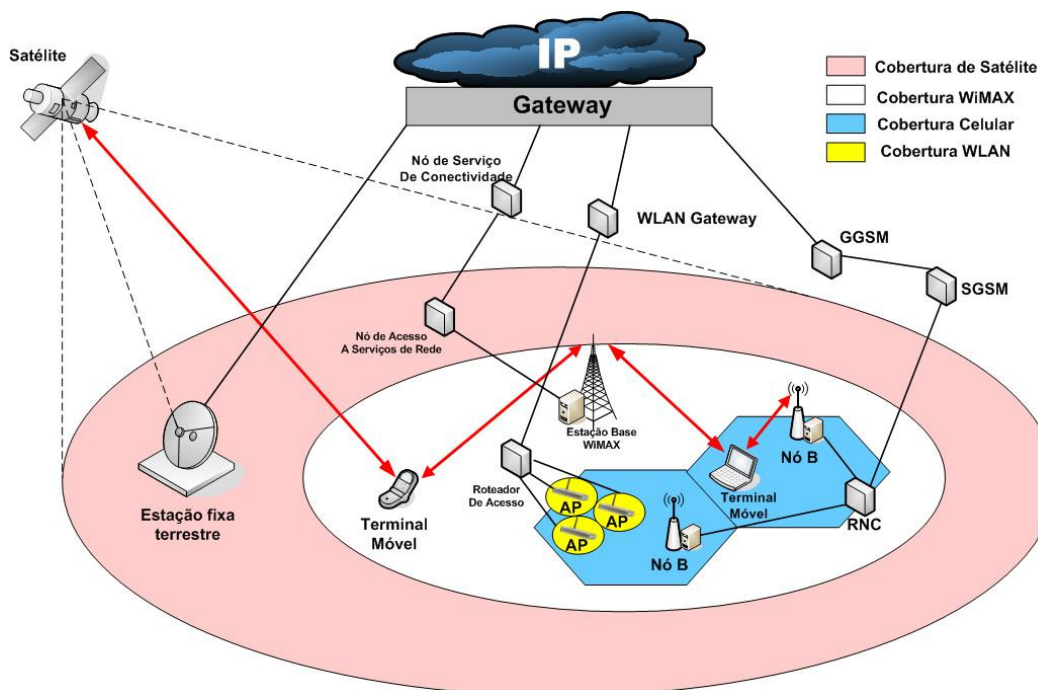 IP
Gateway
Satélite
Cobertura de Satélite
Cobertura WiMAX
Cobertura Celular
Cobertura WLAN
Nó de Serviço
De Conectividade
WLAN Gateway
GGSM
SGSM
Nó de Acesso
A Serviços de Rede
Estação Base
WiMAX
Nó B
Terminal
Móvel
RNC
Roteador
De Acesso
AP
AP
AP
Nó B
Terminal
Móvel
Estação fixa
terrestre